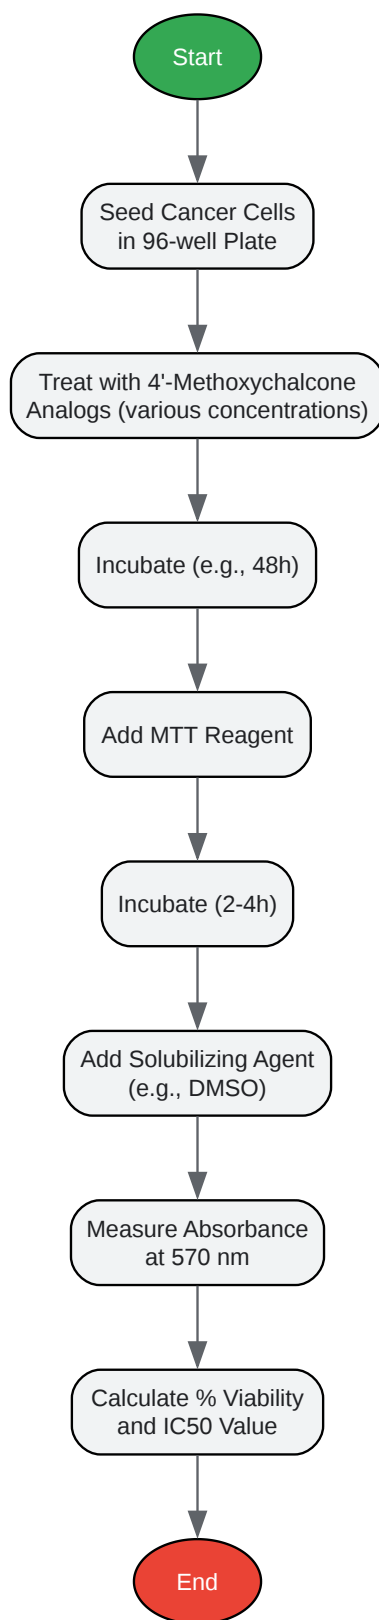 Start
Seed Cancer Cells
in 96-well Plate
Treat with 4'-Methoxychalcone
Analogs (various concentrations)
Incubate (e.g., 48h)
Add MTT Reagent
Incubate (2-4h)
Add Solubilizing Agent
(e.g., DMSO)
Measure Absorbance
at 570 nm
Calculate % Viability
and IC50 Value
End